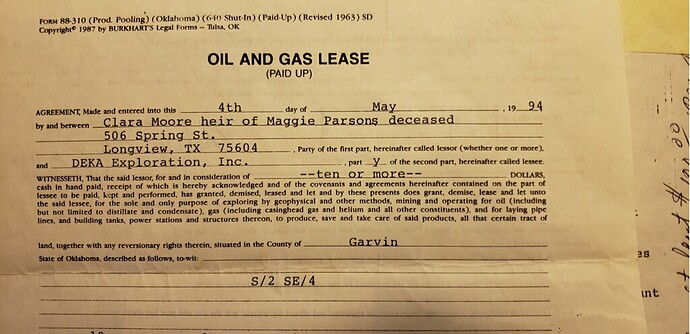 FORM 88-310 (Prod. Pooling) (Oklahoma) (640 Shut-In) (Paid-Up) (Revised 1963) SD
Copyright© 1987 by BURKHART'S Legal Forms – Tulsa, OK
OIL AND GAS LEASE
(PAID UP)
AGREEMENT, Made and entered into this 4th day of May , 19 94
by and between Clara Moore heir of Maggie Parsons deceased
506 Spring St.
Longview, TX 75604 , Party of the first part, hereinafter called lessor (whether one or more),
and DEKA Exploration, Inc. , part y of the second part, hereinafter called lessee.
WITNESSETH, That the said lessor, for and in consideration of --ten or more-- DOLLARS,
cash in hand paid, receipt of which is hereby acknowledged and of the covenants and agreements hereinafter contained on the part of
lessee to be paid, kept and performed, has granted, demised, leased and let and by these presents does grant, demise, lease and let unto
the said lessee, for the sole and only purpose of exploring by geophysical and other methods, mining and operating for oil (including
but not limited to distillate and condensate), gas (including casinghead gas and helium and all other constituents), and for laying pipe
lines, and building tanks, power stations and structures thereon, to produce, save and take care of said products, all that certain tract of
land, together with any reversionary rights therein, situated in the County of Garvin
State of Oklahoma, described as follows, to-wit:
S/2 SE/4